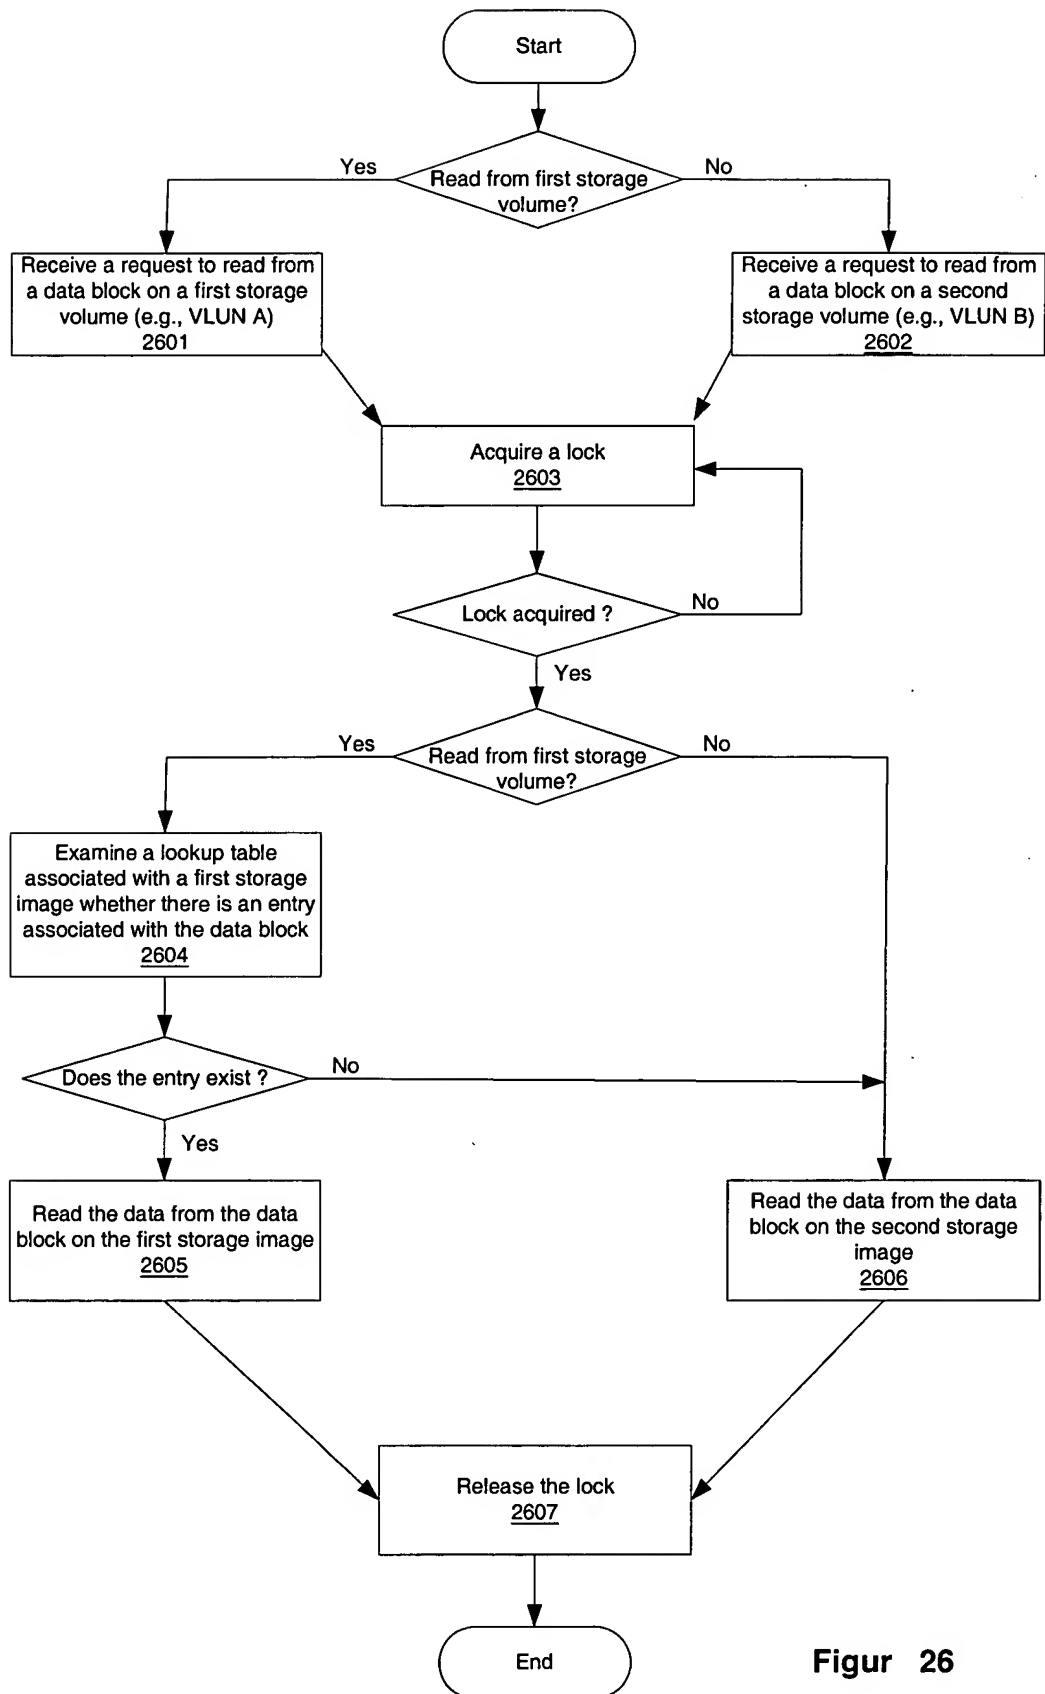 Start
Read from first storage
volume?
Yes
No
Receive a request to read from
a data block on a first storage
volume (e.g., VLUN A)
2601
Receive a request to read from
a data block on a second
storage volume (e.g., VLUN B)
2602
Acquire a lock
2603
Lock acquired ?
No
Yes
Read from first storage
volume?
Yes
No
Examine a lookup table
associated with a first storage
image whether there is an entry
associated with the data block
2604
Does the entry exist ?
No
Yes
Read the data from the data
block on the first storage image
2605
Read the data from the data
block on the second storage
image
2606
Release the lock
2607
End
Figur 26